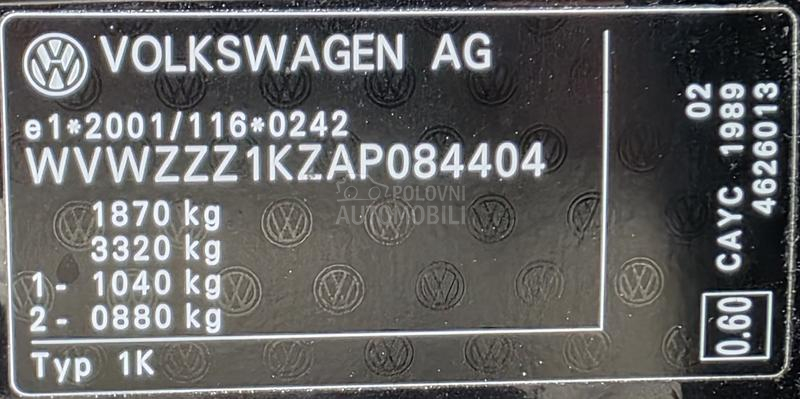 VOLKSWAGEN AG
e1*2001/116*0242
WVWZZZ1KZAP084404
1870 kg
3320 kg
1- 1040 kg
2- 0880 kg
Typ 1K
02
CAYC 1989
4626013
0.60
POLOVNI
AUTOMOBILI